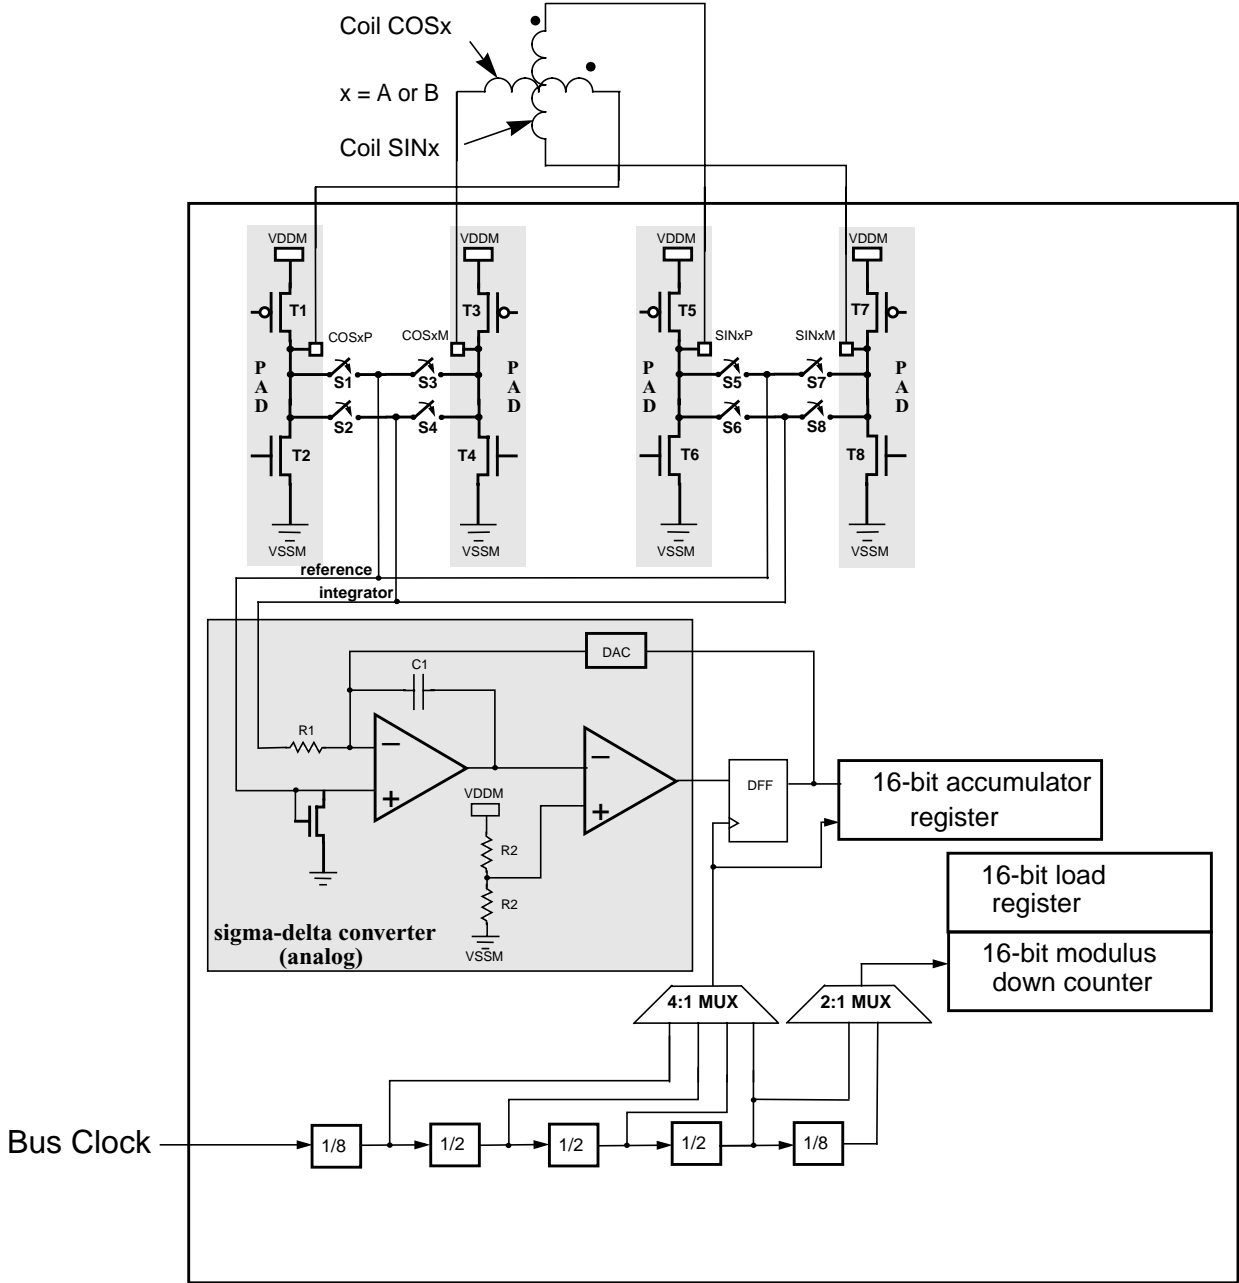 Coil COSx
x = A or B
Coil SINx
VDDM
VDDM
VDDM
VDDM
T1
T3
T5
T7
COSxP
COSxM
SINxP
SINxM
P
A
D
P
A
D
P
A
D
P
A
D
S1
S3
S5
S7
S2
S4
S6
S8
T2
T4
T6
T8
VSSM
VSSM
VSSM
VSSM
reference
integrator
DAC
C1
R1
−
+
−
+
VDDM
R2
R2
VSSM
DFF
16-bit accumulator
register
16-bit load
register
sigma-delta converter
(analog)
16-bit modulus
down counter
4:1 MUX
2:1 MUX
Bus Clock
1/8
1/2
1/2
1/2
1/8